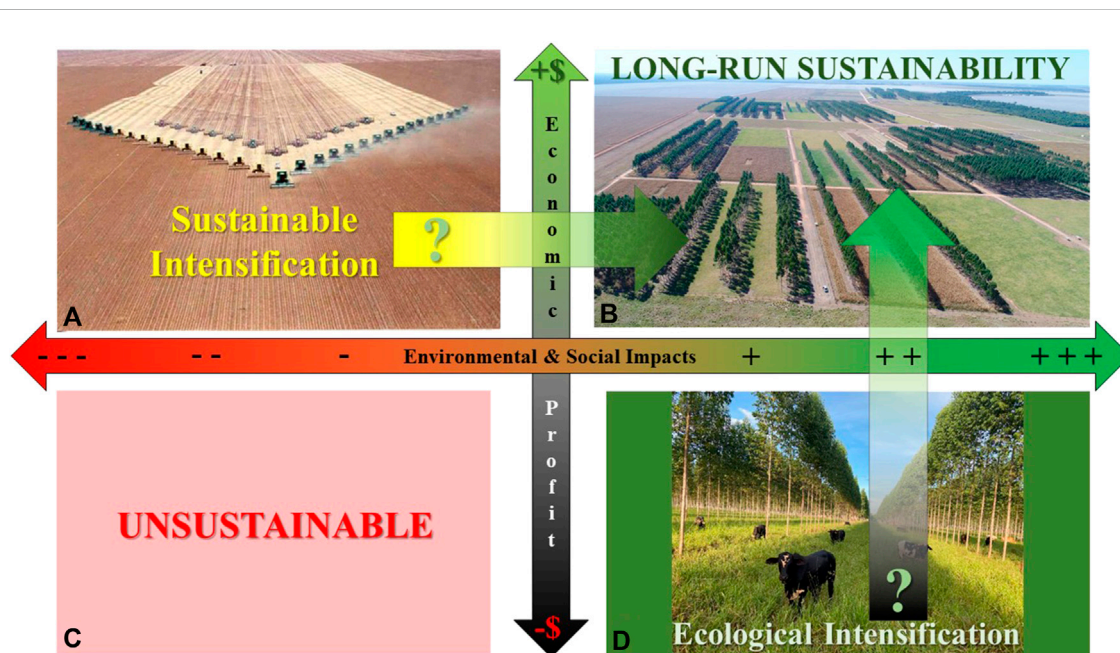 +$
LONG-RUN SUSTAINABILITY
Economic
Sustainable
Intensification
?
A
B
- - -
- -
-
Environmental & Social Impacts
+
+ +
+ + +
Profit
UNSUSTAINABLE
?
-$
C
D
Ecological Intensification